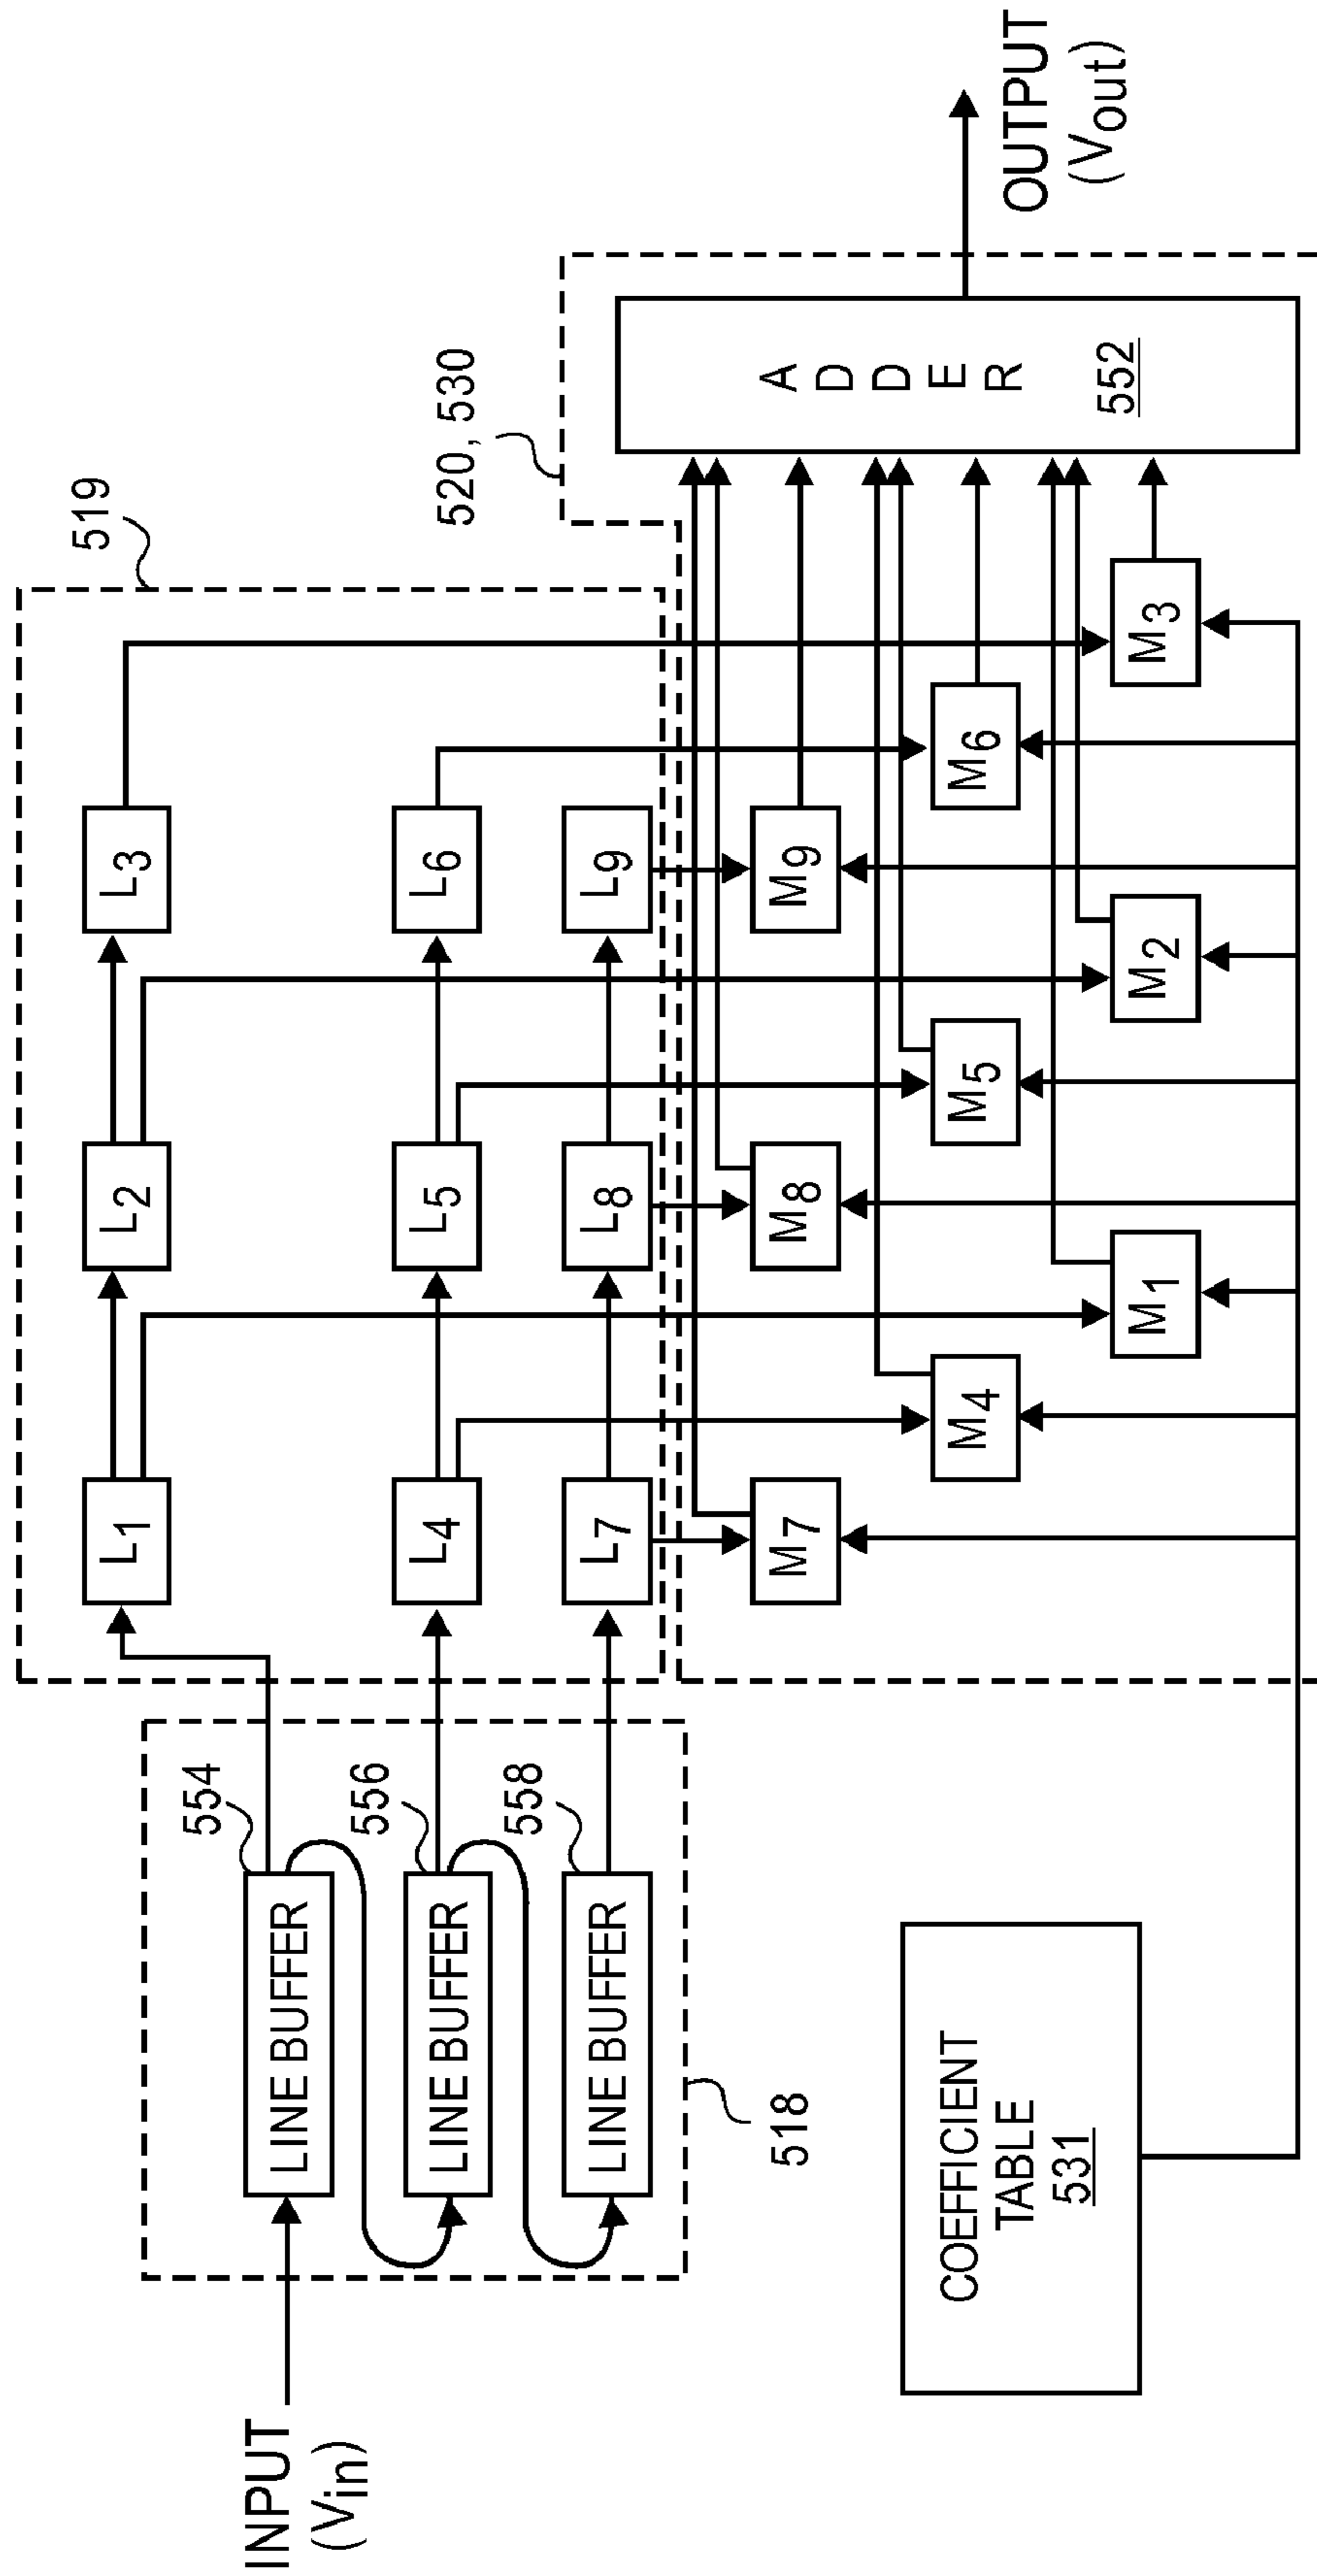 INPUT
(Vin)
LINE BUFFER
554
LINE BUFFER
556
LINE BUFFER
558
518
519
L1
L2
L3
L4
L5
L6
L7
L8
L9
520, 530
M7
M8
M9
M4
M5
M6
M1
M2
M3
ADDER
552
OUTPUT
(Vout)
COEFFICIENT
TABLE
531